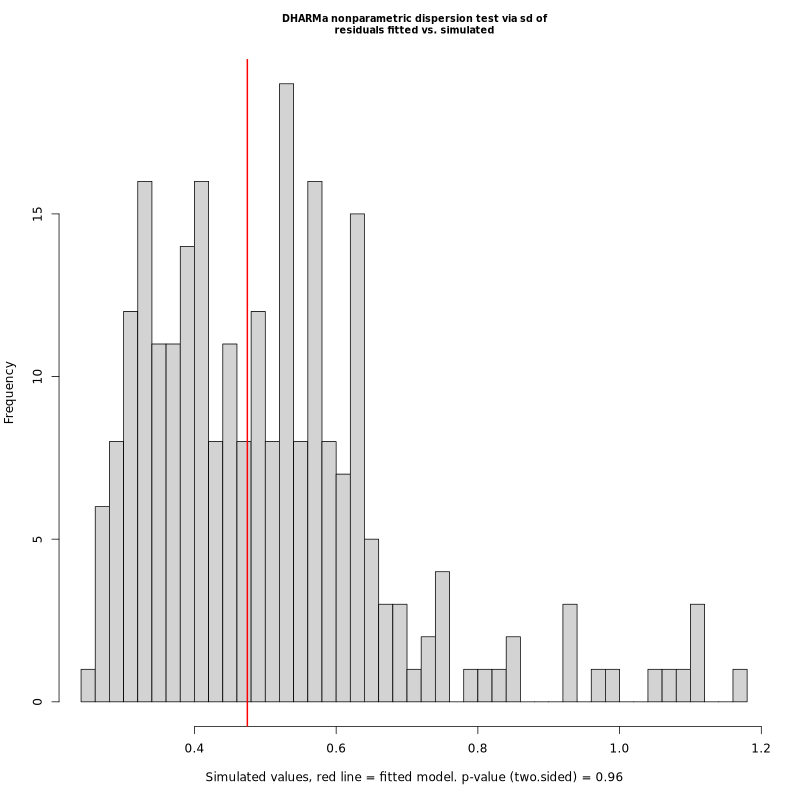 DHARMa nonparametric dispersion test via sd of
residuals fitted vs. simulated
Frequency
15
10
5
0
0.4 0.6 0.8 1.0 1.2
Simulated values, red line = fitted model. p-value (two.sided) = 0.96